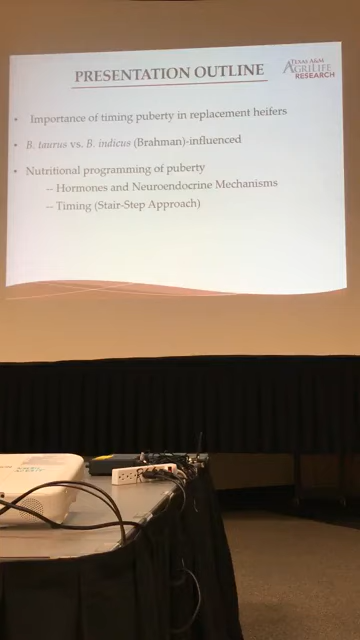 PRESENTATION OUTLINE
TEXAS A&M
AGRILIFE
RESEARCH
• Importance of timing puberty in replacement heifers
• B. taurus vs. B. indicus (Brahman)-influenced
• Nutritional programming of puberty
-- Hormones and Neuroendocrine Mechanisms
-- Timing (Stair-Step Approach)